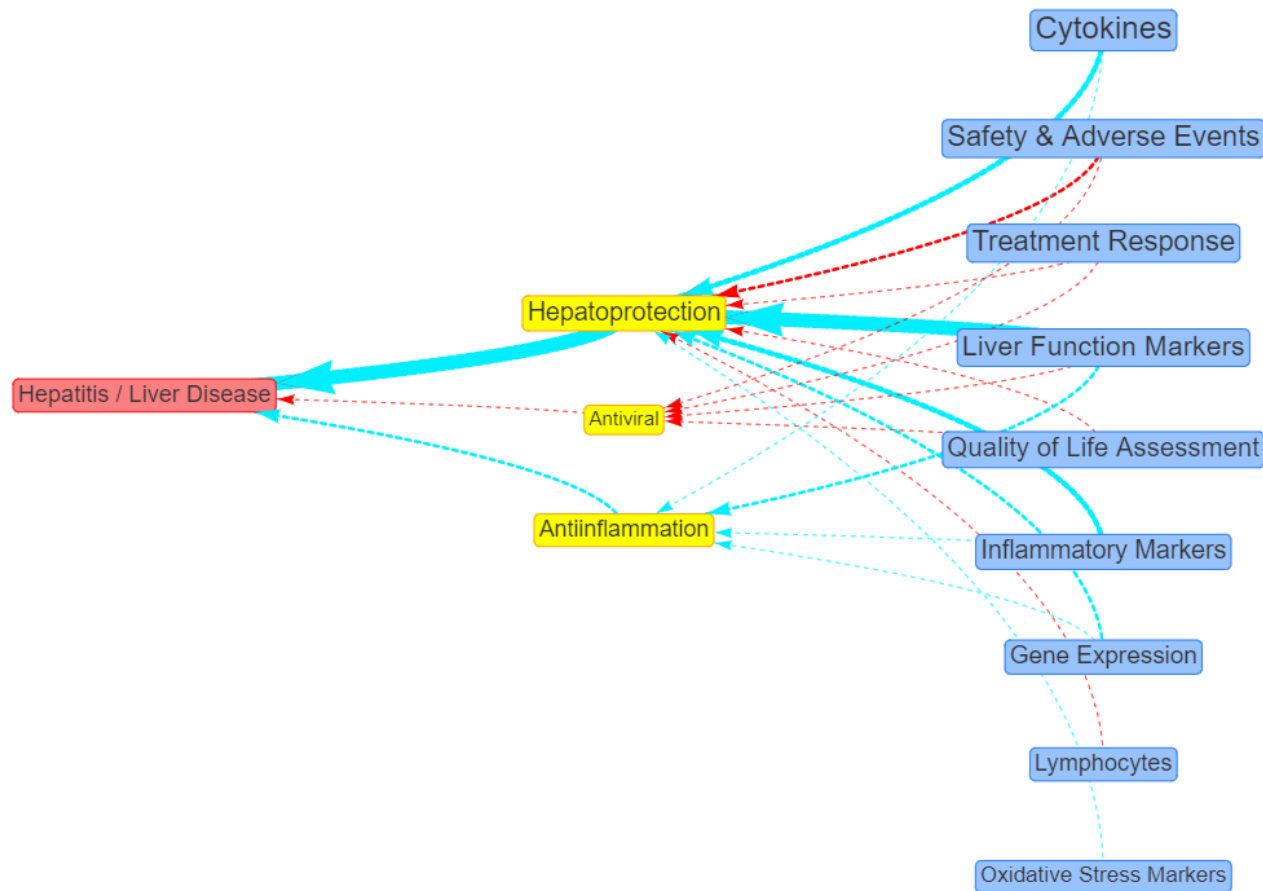 Cytokines
Safety & Adverse Events
Treatment Response
Hepatoprotection
Liver Function Markers
Hepatitis / Liver Disease
Antiviral
Quality of Life Assessment
Antiinflammation
Inflammatory Markers
Gene Expression
Lymphocytes
Oxidative Stress Markers